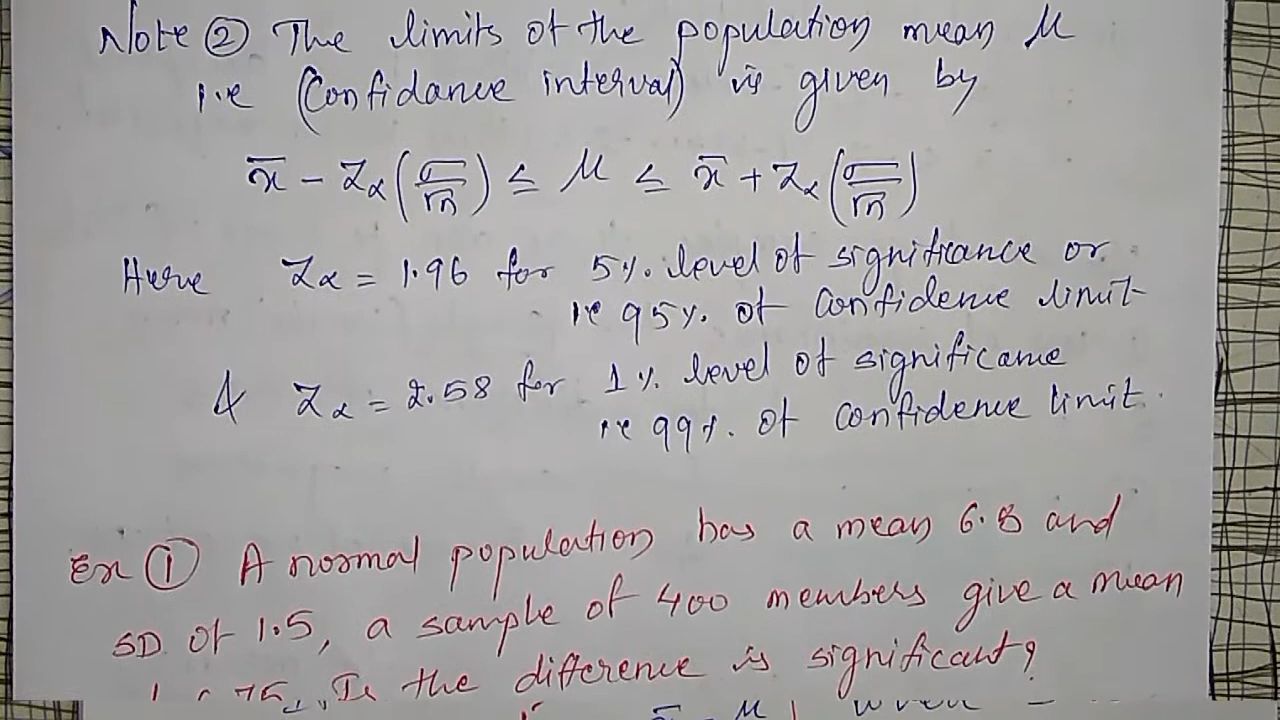 Note ② The limits of the population mean μ
i.e (Confidance interval) is given by
x̄ - Zα(σ/√n) ≤ μ ≤ x̄ + Zα(σ/√n)
Here Zα = 1.96 for 5%. level of significance or
ie 95%. of Confidence limit
& Zα = 2.58 for 1%. level of significance
ie 99%. of Confidence limit.
Ex ① A normal population has a mean 6.8 and
SD of 1.5, a sample of 400 members give a mean
Is the difference is significant?